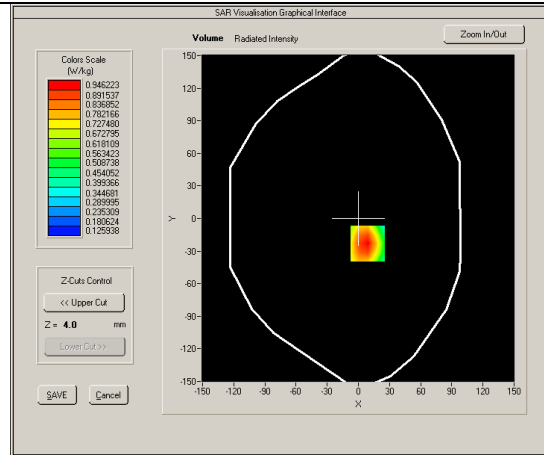 SAR Visualisation Graphical Interface
Volume Radiated Intensity
Zoom In/Out
Colors Scale
(W/kg)
0.946223
0.891537
0.836852
0.782166
0.727480
0.672795
0.618109
0.563423
0.508738
0.454052
0.399366
0.344681
0.289995
0.235309
0.180624
0.125938
Z-Cuts Control
<< Upper Cut
Z = 4.0 mm
Lower Cut >>
SAVE Cancel
150
120
90
60
30
0
-30
-60
-90
-120
-150
Y
-150 -120 -90 -60 -30 0 30 60 90 120 150
X